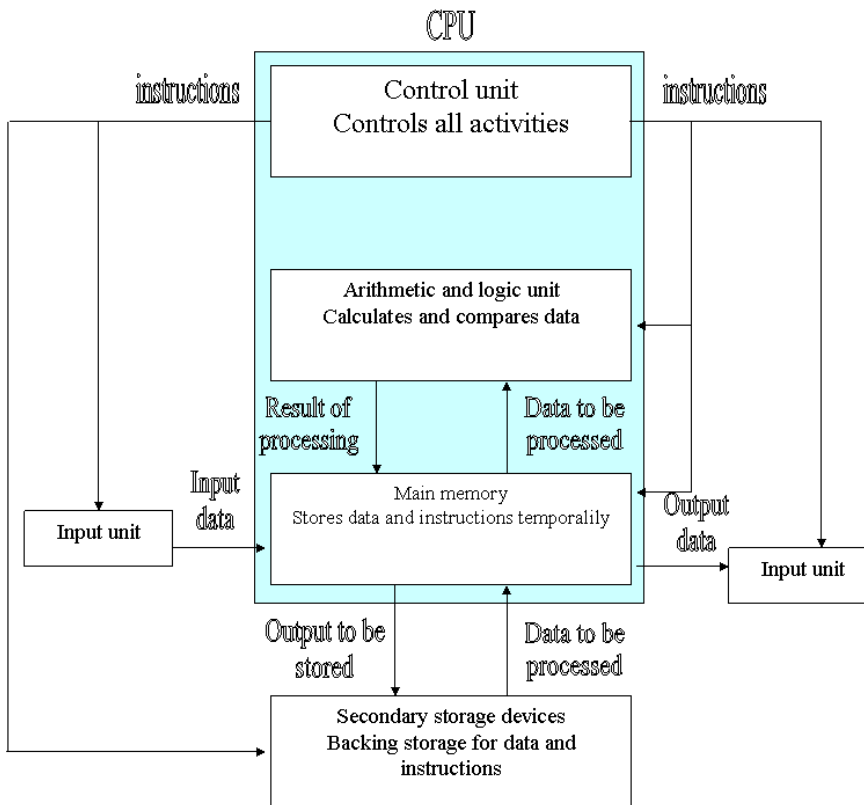 CPU
instructions
Control unit
Controls all activities
instructions
Arithmetic and logic unit
Calculates and compares data
Result of
processing
Data to be
processed
Input
data
Main memory
Stores data and instructions temporalily
Output
data
Input unit
Input unit
Output to be
stored
Data to be
processed
Secondary storage devices
Backing storage for data and
instructions